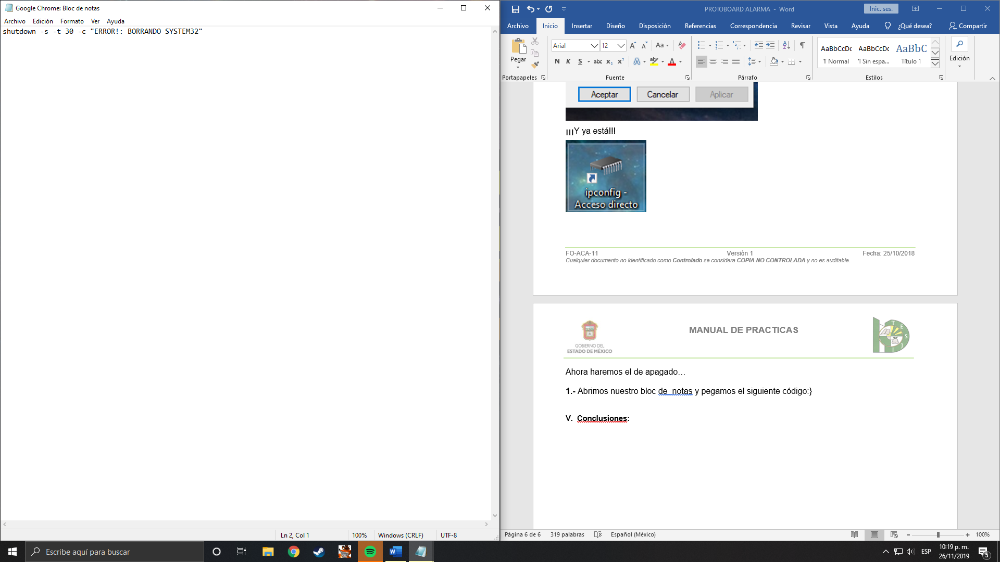 Google Chrome: Bloc de notas
Archivo Edición Formato Ver Ayuda
shutdown -s -t 30 -c "ERROR!: BORRANDO SYSTEM32"
Ln 2, Col 1 100% Windows (CRLF) UTF-8
PROTOBOARD ALARMA - Word
Inic. ses.
Archivo Inicio Insertar Diseño Disposición Referencias Correspondencia Revisar Vista Ayuda ¿Qué desea? Compartir
Pegar
Portapapeles
Arial 12
Aa
N K S abc x₂ x²
A
Fuente
Párrafo
AaBbCcDc AaBbCcDc AaBbC
¶ Normal ¶ Sin espa... Título 1
Estilos
Edición
Aceptar Cancelar Aplicar
¡¡¡Y ya está!!!
ipconfig -
Acceso directo
FO-ACA-11 Versión 1 Fecha: 25/10/2018
Cualquier documento no identificado como Controlado se considera COPIA NO CONTROLADA y no es auditable.
GOBIERNO DEL
ESTADO DE MÉXICO
MANUAL DE PRÁCTICAS
T E S J I
Ahora haremos el de apagado…
1.- Abrimos nuestro bloc de  notas y pegamos el siguiente código:}
V. Conclusiones:
Página 6 de 6 319 palabras Español (México) 100%
Escribe aquí para buscar
ESP
10:19 p. m.
26/11/2019
5